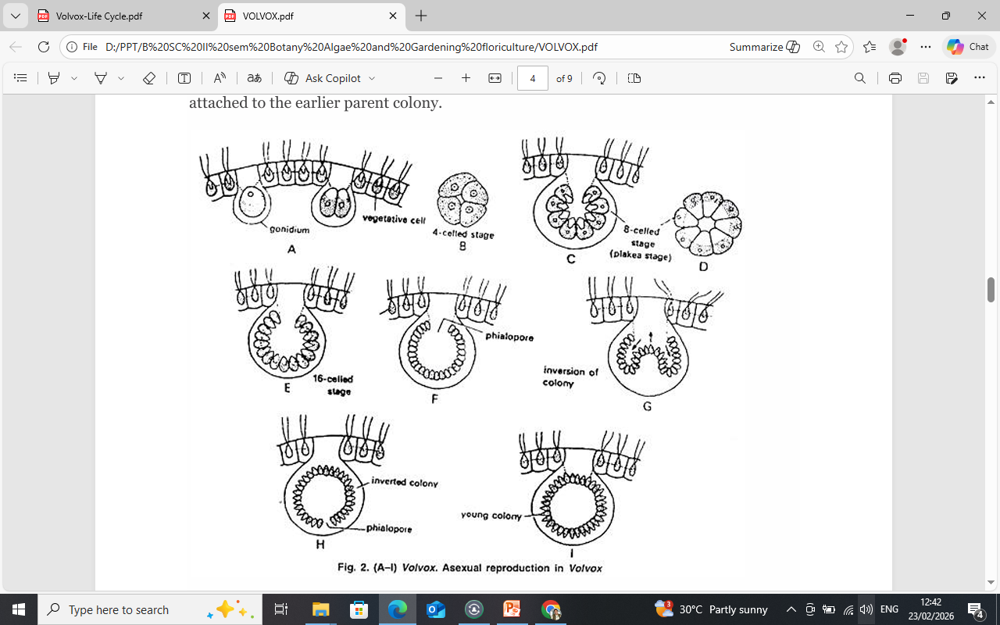 Volvox-Life Cycle.pdf
VOLVOX.pdf
File
D:/PPT/B%20SC%20II%20sem%20Botany%20Algae%20and%20Gardening%20floriculture/VOLVOX.pdf
Summarize
Chat
Ask Copilot
4
of 9
attached to the earlier parent colony.
gonidium
vegetative cell
A
4-celled stage
B
C
8-celled
stage
(plakea stage)
D
16-celled
stage
E
phialopore
F
inversion of
colony
G
inverted colony
phialopore
H
young colony
I
Fig. 2. (A–I) Volvox. Asexual reproduction in Volvox
Type here to search
3
30°C Partly sunny
ENG
12:42
23/02/2026
4